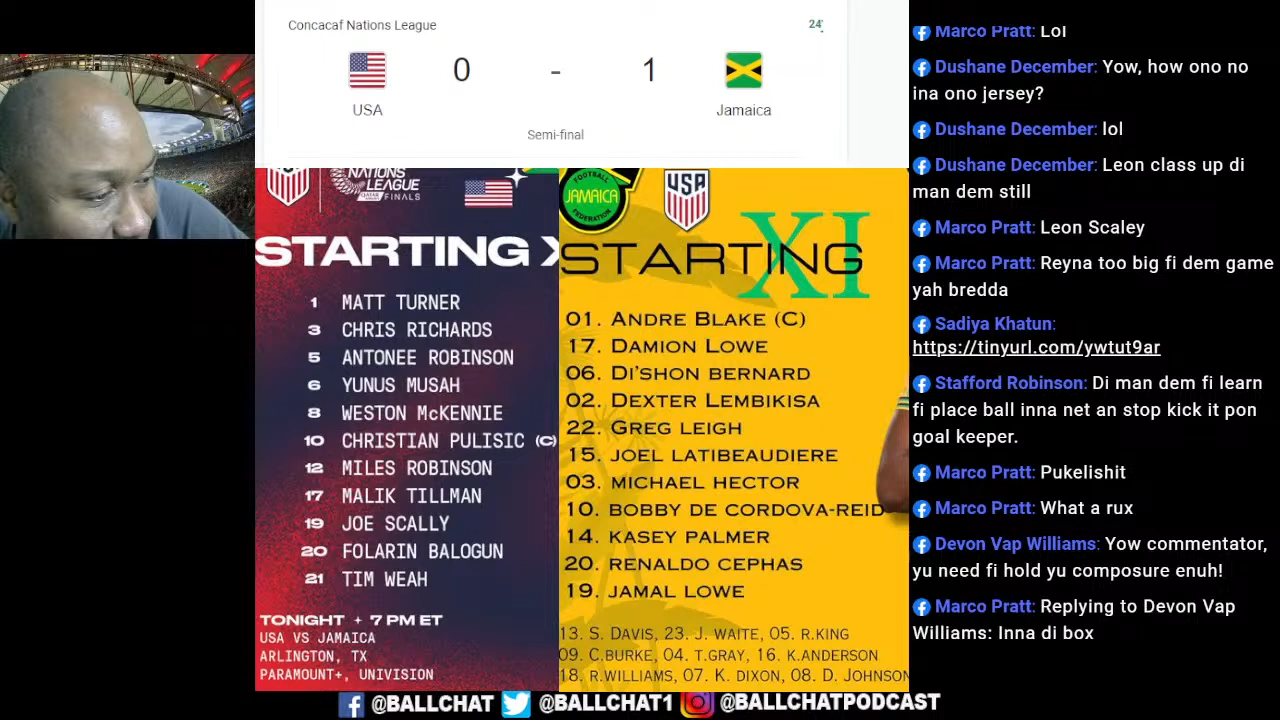 Concacaf Nations League
24'
0 - 1
USA
Jamaica
Semi-final
NATIONS
LEAGUE
FINALS
STARTING X
1 MATT TURNER
3 CHRIS RICHARDS
5 ANTONEE ROBINSON
6 YUNUS MUSAH
8 WESTON McKENNIE
10 CHRISTIAN PULISIC (C)
12 MILES ROBINSON
17 MALIK TILLMAN
19 JOE SCALLY
20 FOLARIN BALOGUN
21 TIM WEAH
TONIGHT + 7 PM ET
USA VS JAMAICA
ARLINGTON, TX
PARAMOUNT+, UNIVISION
FOOTBALL
JAMAICA
FEDERATION
USA
STARTING
XI
01. ANDRE BLAKE (C)
17. DAMION LOWE
06. DI'SHON BERNARD
02. DEXTER LEMBIKISA
22. GREG LEIGH
15. JOEL LATIBEAUDIERE
03. MICHAEL HECTOR
10. BOBBY DE CORDOVA-REID
14. KASEY PALMER
20. RENALDO CEPHAS
19. JAMAL LOWE
13. S. DAVIS, 23. J. WAITE, 05. R.KING
09. C.BURKE, 04. T.GRAY, 16. K.ANDERSON
18. R.WILLIAMS, 07. K. DIXON, 08. D. JOHNSON
Marco Pratt: Lol
Dushane December: Yow, how ono no
ina ono jersey?
Dushane December: lol
Dushane December: Leon class up di
man dem still
Marco Pratt: Leon Scaley
Marco Pratt: Reyna too big fi dem game
yah bredda
Sadiya Khatun:
https://tinyurl.com/ywtut9ar
Stafford Robinson: Di man dem fi learn
fi place ball inna net an stop kick it pon
goal keeper.
Marco Pratt: Pukelishit
Marco Pratt: What a rux
Devon Vap Williams: Yow commentator,
yu need fi hold yu composure enuh!
Marco Pratt: Replying to Devon Vap
Williams: Inna di box
@BALLCHAT @BALLCHAT1 @BALLCHATPODCAST